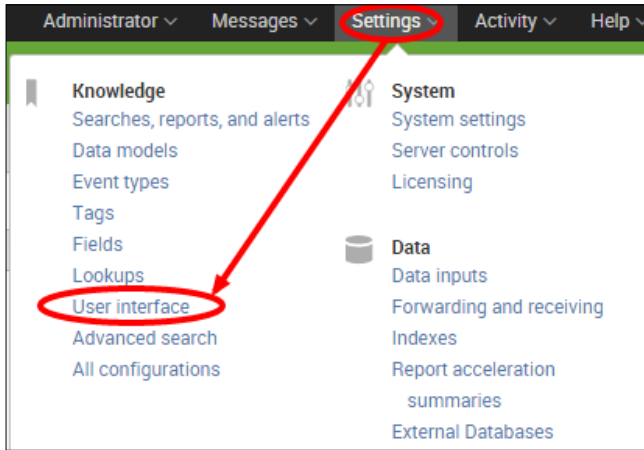 Administrator Messages Settings Activity Help
Knowledge
Searches, reports, and alerts
Data models
Event types
Tags
Fields
Lookups
User interface
Advanced search
All configurations
System
System settings
Server controls
Licensing
Data
Data inputs
Forwarding and receiving
Indexes
Report acceleration
summaries
External Databases